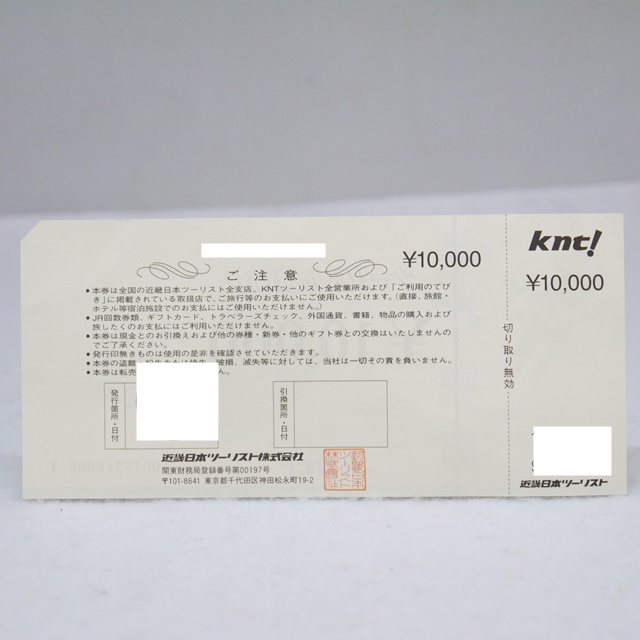 ¥10,000
ご注意
●本券は全国の近畿日本ツーリスト全支店、KNTツーリスト全営業所および「ご利用のてび
き」に掲載されている取扱店で、ご旅行等のお支払いにご使用いただけます。(直接、旅館・
ホテル等宿泊施設でのお支払にはご使用いただけません。)
●JR回数券類、ギフトカード、トラベラーズチェック、外国通貨、書籍、物品の購入および
旅したくのお支払にはご利用いただけません。
●本券は現金とのお引換えおよび他の券種・新券・他のギフト券との交換はいたしませんの
でご了承ください。
●発行印無きものは使用の是非を確認させていただきます。
●本券の盗難、紛失または焼失、破損、滅失等に対しては、当社は一切その責を負いません。
●本券は転売 ん。
発行箇所・日付
引換箇所・日付
近畿日本ツーリスト株式会社
関東財務局登録番号第00197号
〒101-8641 東京都千代田区神田松永町19-2
切り取り無効
knt!
¥10,000
近畿日本ツーリスト